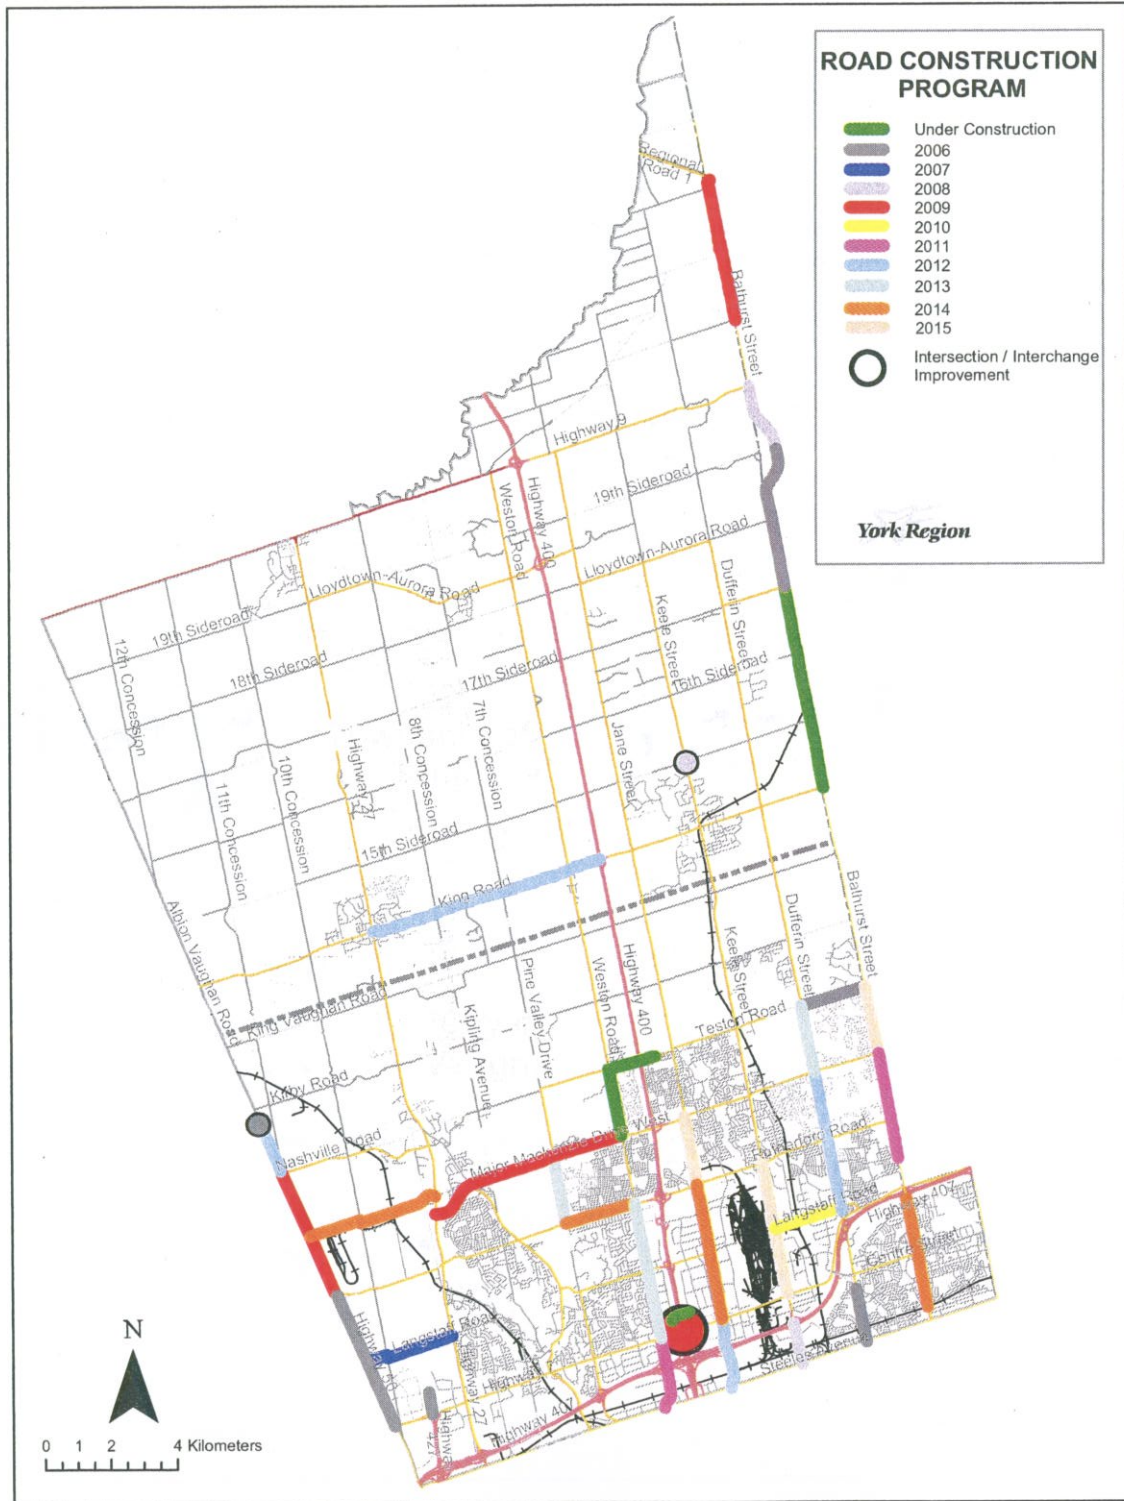 ROAD CONSTRUCTION
PROGRAM
Under Construction
2006
2007
2008
2009
2010
2011
2012
2013
2014
2015
Intersection / Interchange
Improvement
York Region
Regional
Road 1
Bathurst Street
Highway 9
19th Sideroad
Highway 400
Weston Road
Lloydtown-Aurora Road
Lloydtown-Aurora Road
Dufferin Street
Keele Street
19th Sideroad
12th Concession
18th Sideroad
17th Sideroad
16th Sideroad
Jane Street
7th Concession
8th Concession
Highway 27
10th Concession
11th Concession
15th Sideroad
King Road
Albion Vaughan Road
Bathurst Street
Dufferin Street
Keele Street
Highway 400
Weston Road
Pine Valley Drive
King Vaughan Road
Kipling Avenue
Teston Road
Kirby Road
Nashville Road
Major Mackenzie Drive West
Rutherford Road
Langstaff Road
Highway 407
Centre Street
Langstaff Road
Highway 27
Highway 7
Steeles Avenue
Highway 407
Highway 427
N
0 1 2 4 Kilometers